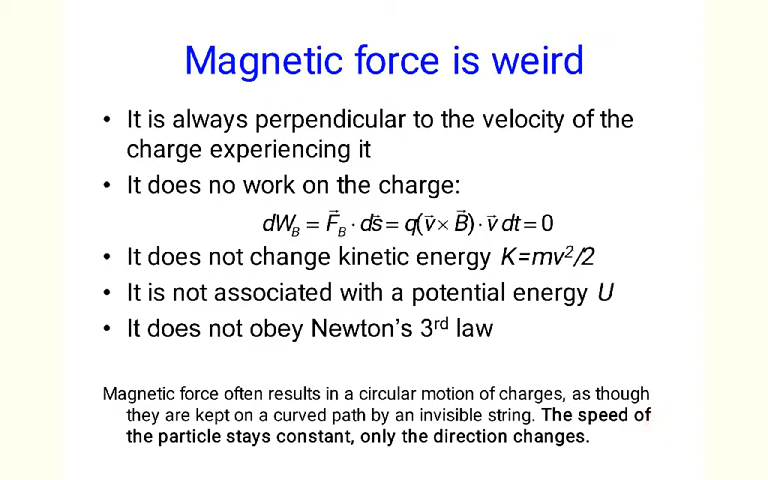 Magnetic force is weird
• It is always perpendicular to the velocity of the
charge experiencing it
• It does no work on the charge:
dW_B = F⃗_B · ds⃗ = q(v⃗ × B⃗) · v⃗ dt = 0
• It does not change kinetic energy K=mv²/2
• It is not associated with a potential energy U
• It does not obey Newton’s 3ʳᵈ law
Magnetic force often results in a circular motion of charges, as though
they are kept on a curved path by an invisible string. The speed of
the particle stays constant, only the direction changes.